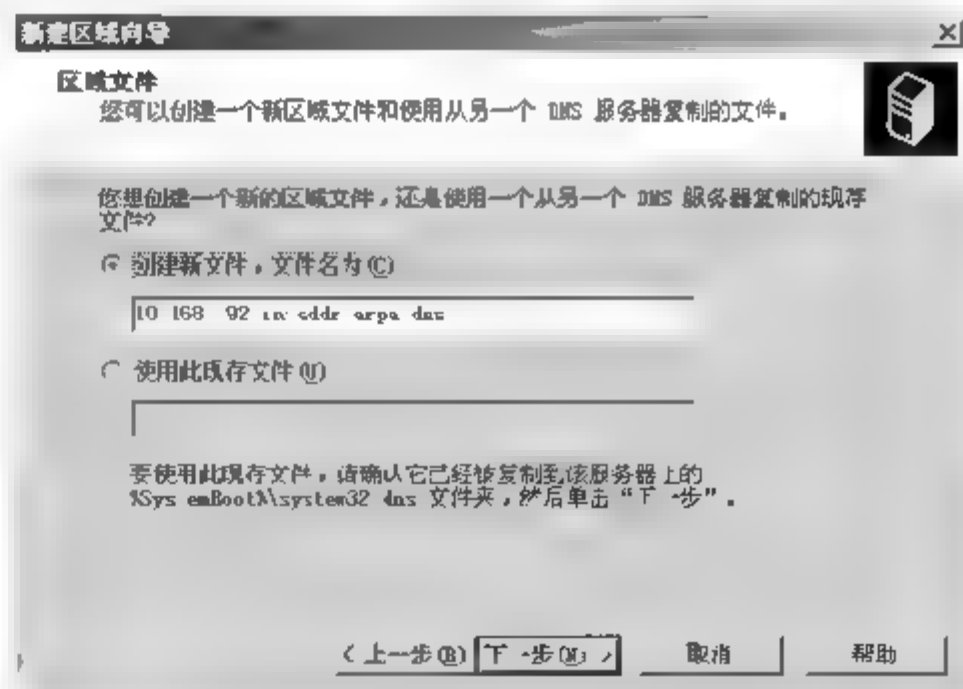 新建区域向导
区域文件
您可以创建一个新区域文件和使用从另一个 DNS 服务器复制的文件。
您想创建一个新的区域文件,还是使用一个从另一个 DNS 服务器复制的现存
文件?
创建新文件,文件名为(C)
10 168 92 in addr arpa dns
使用此现存文件(U)
要使用此现存文件,请确认它已经被复制到该服务器上的
%Sys emRoot%\system32 dns 文件夹,然后单击“下一步”。
< 上一步(B) 下一步(N) > 取消 帮助